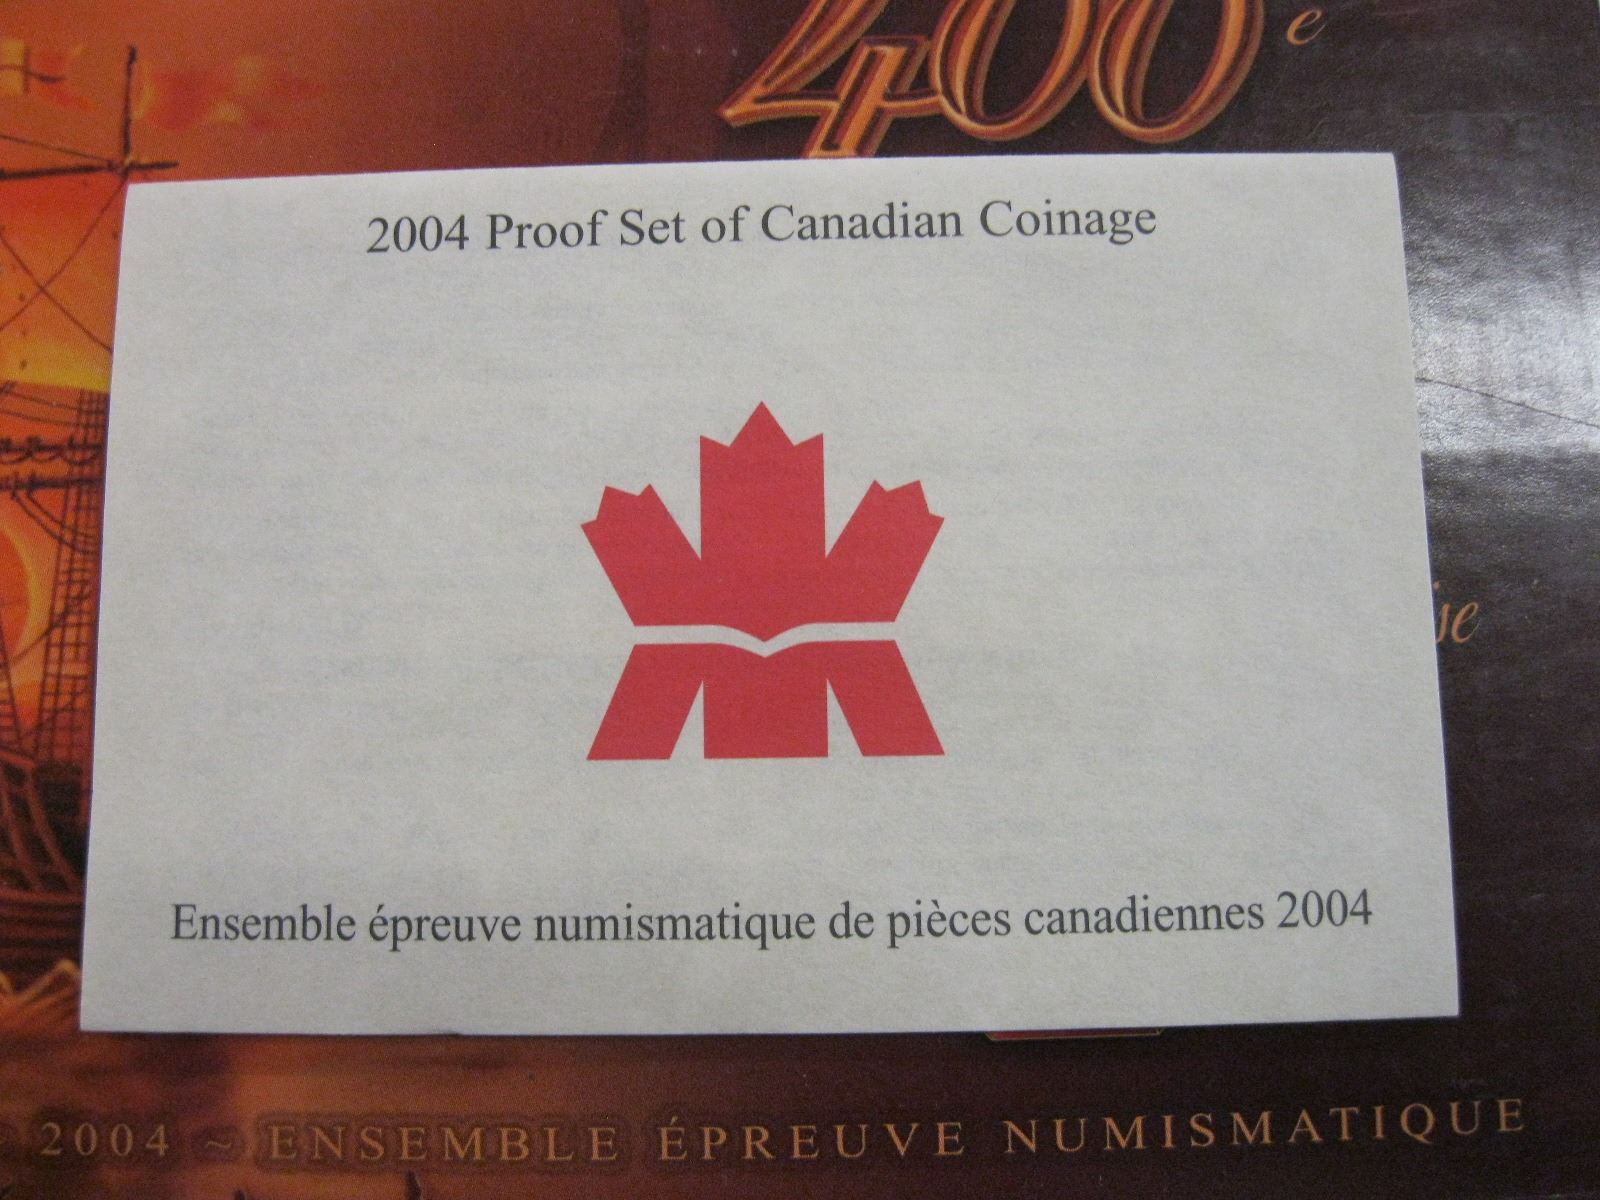 400e
2004 Proof Set of Canadian Coinage
Ensemble épreuve numismatique de pièces canadiennes 2004
2004 ~ ENSEMBLE ÉPREUVE NUMISMATIQUE